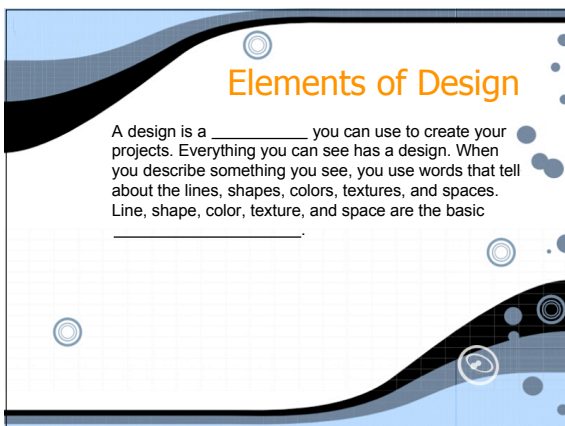 Elements of Design
A design is a ___________ you can use to create your
projects. Everything you can see has a design. When
you describe something you see, you use words that tell
about the lines, shapes, colors, textures, and spaces.
Line, shape, color, texture, and space are the basic
______________________.